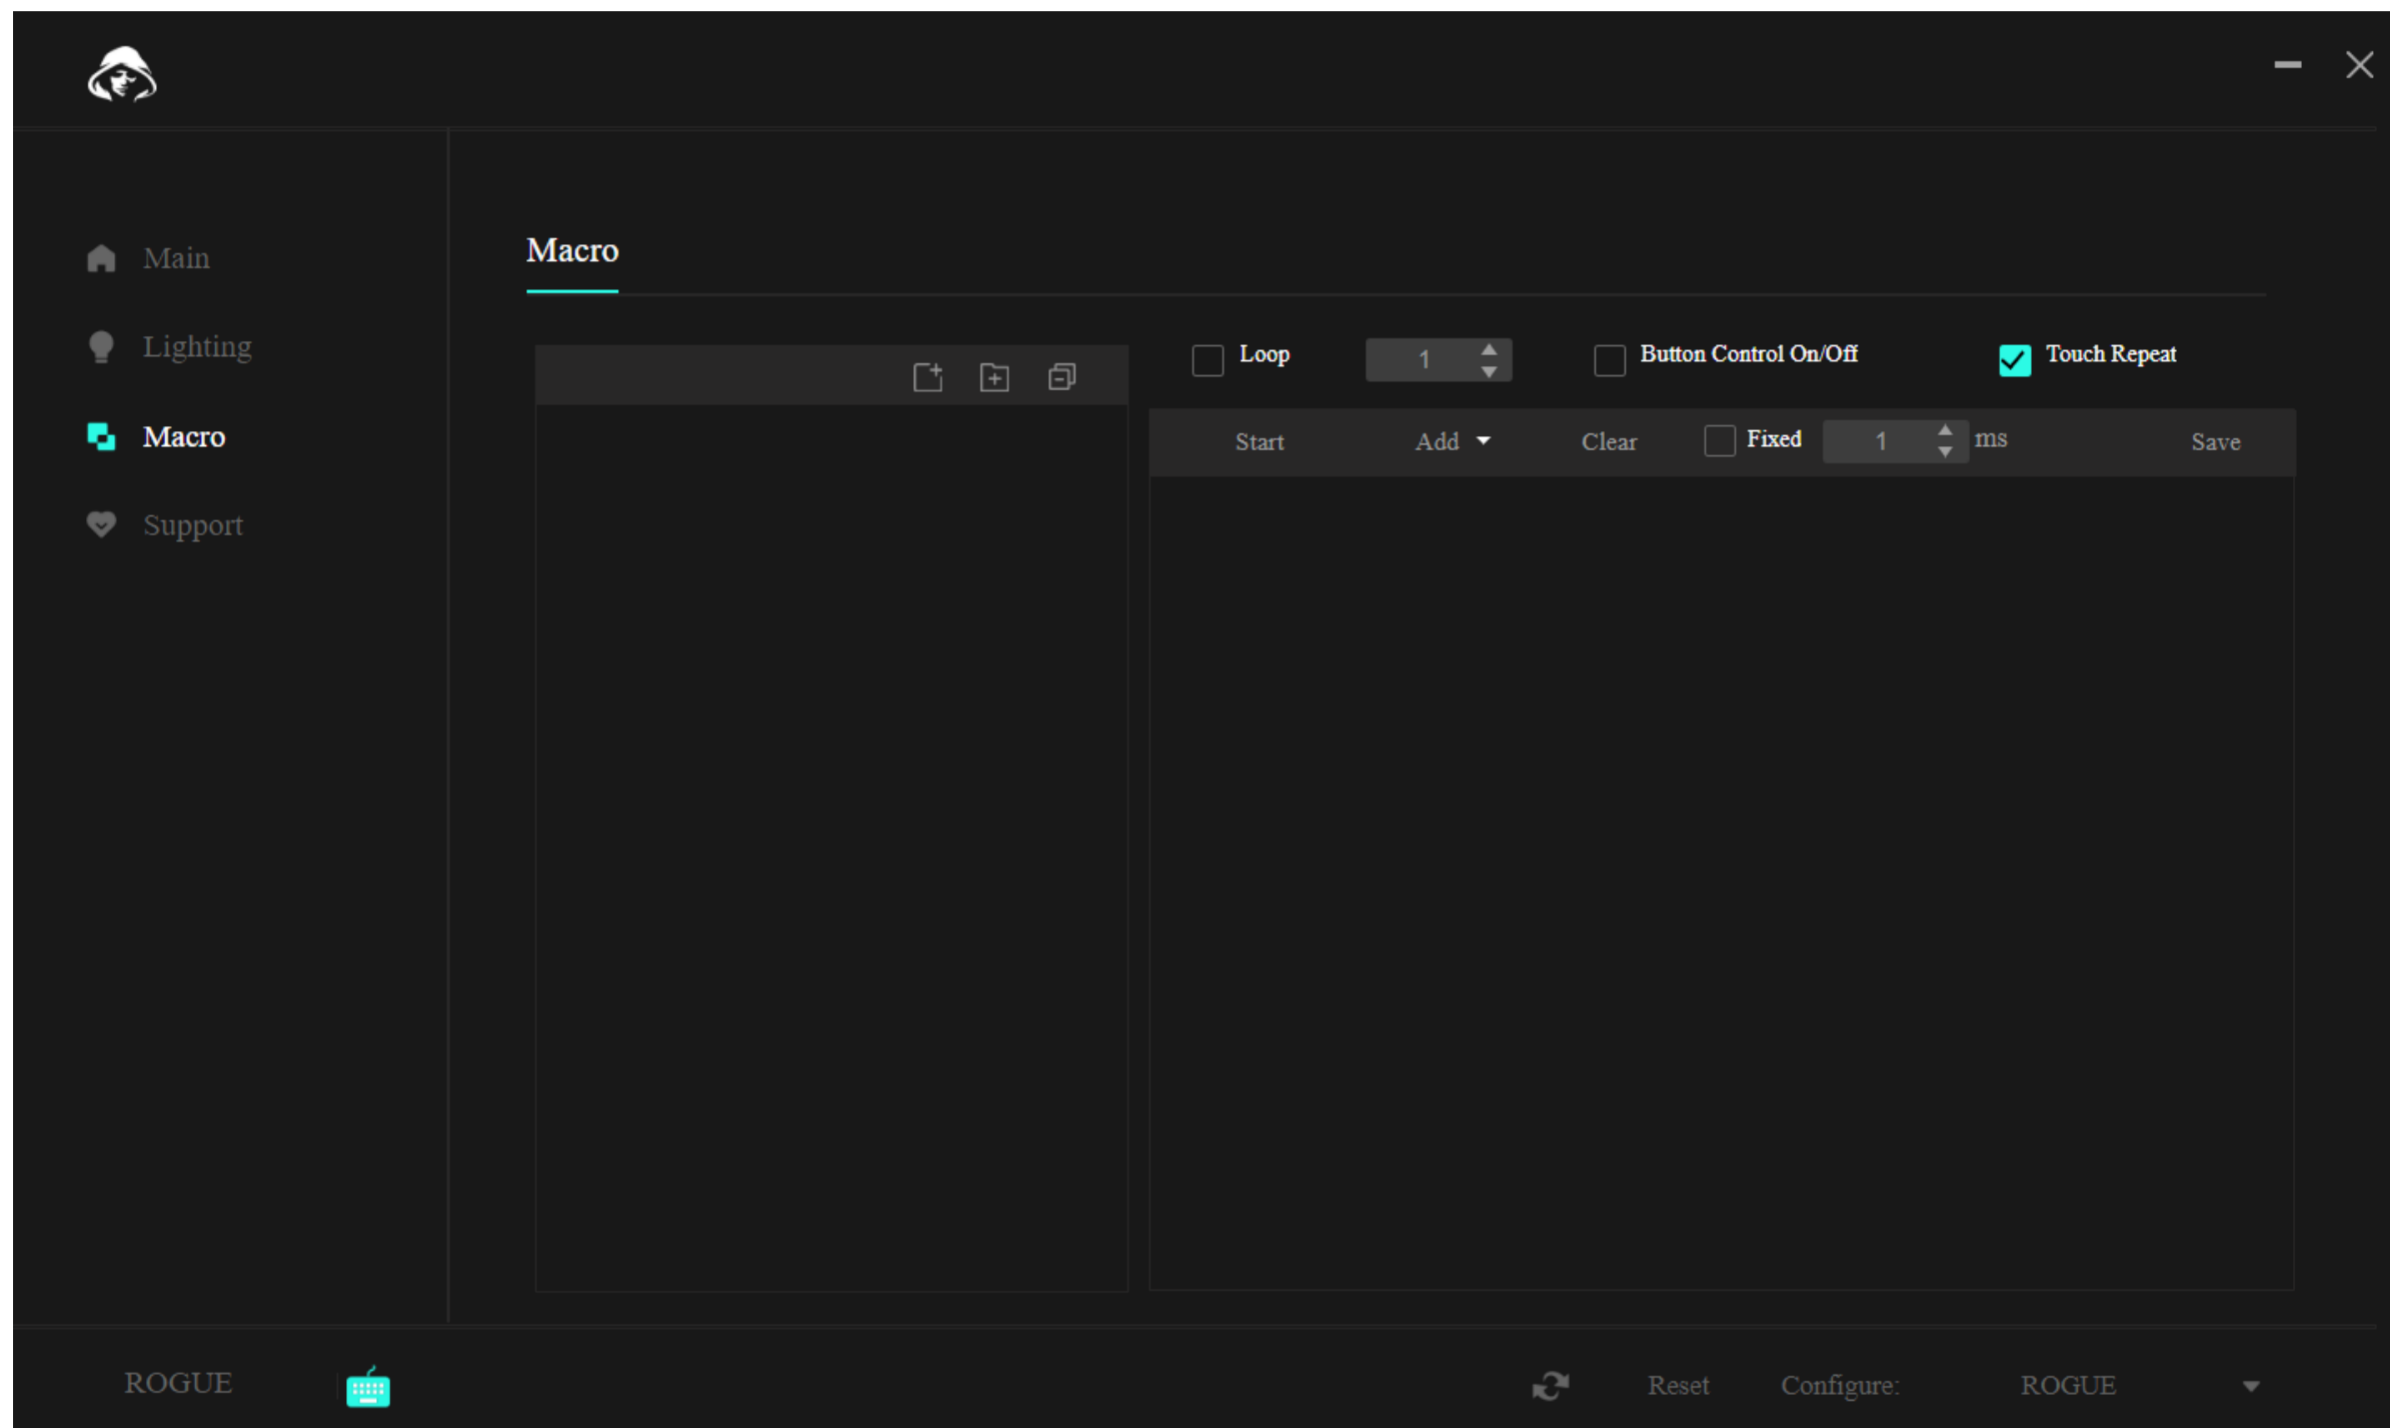 Main
Lighting
Macro
Support
Macro
Loop 1 Button Control On/Off Touch Repeat
Start Add Clear Fixed 1 ms Save
ROGUE Reset Configure: ROGUE